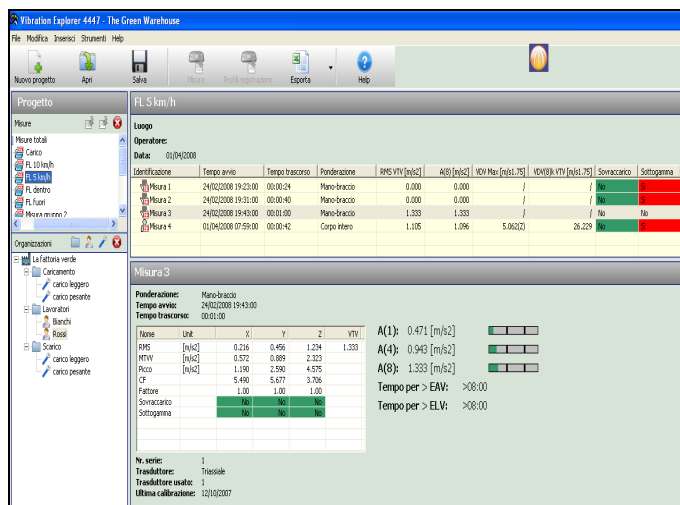 Vibration Explorer 4447 - The Green Warehouse
File Modifica Inserisci Strumenti Help
Nuovo progetto Apri Salva Misura Profili registrazione Esporta Help
Progetto
Misure
Misure totali
Carico
FL 10 km/h
FL 5 km/h
FL dentro
FL fuori
Misura gruppo 2
Organizzazioni
La fattoria verde
Caricamento
carico leggero
carico pesante
Lavoratori
Bianchi
Rossi
Scarico
carico leggero
carico pesante
FL 5 km/h
Luogo
Operatore:
Data: 01/04/2008
Identificazione Tempo avvio Tempo trascorso Ponderazione RMS VTV [m/s2] A(8) [m/s2] VDV Max [m/s1.75] VDV(8)k VTV [m/s1.75] Sovraccarico Sottogamma
Misura 1 24/02/2008 19:23:00 00:00:24 Mano-braccio 0.000 0.000 / / No Si
Misura 2 24/02/2008 19:31:00 00:00:40 Mano-braccio 0.000 0.000 / / No Si
Misura 3 24/02/2008 19:43:00 00:01:00 Mano-braccio 1.333 1.096 / / No No
Misura 4 01/04/2008 07:59:00 00:00:42 Corpo intero 1.105 1.096 5.062(Z) 26.229 No Si
Misura 3
Ponderazione: Mano-braccio
Tempo avvio: 24/02/2008 19:43:00
Tempo trascorso: 00:01:00
Nome Unit X Y Z VTV
RMS [m/s2] 0.216 0.456 1.234 1.333
MTVV [m/s2] 0.572 0.889 2.323
Picco [m/s2] 1.190 2.590 4.575
CF 5.490 5.677 3.706
Fattore 1.00 1.00 1.00
Sovraccarico No No No
Sottogamma No No No
A(1): 0.471 [m/s2]
A(4): 0.943 [m/s2]
A(8): 1.333 [m/s2]
Tempo per > EAV: >08:00
Tempo per > ELV: >08:00
Nr. serie: 1
Trasduttore: Triassiale
Trasduttore usato: 1
Ultima calibrazione: 12/10/2007